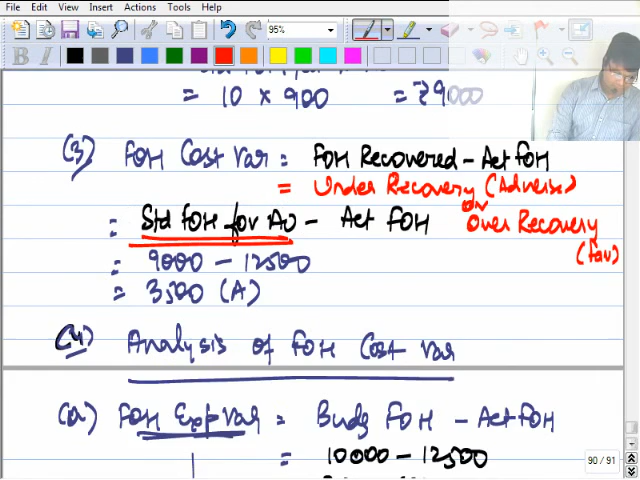 File Edit View Insert Actions Tools Help
95%
B I
= 10 × 900 = ₹9000
(3) FOH Cost Var = FOH Recovered - Act FOH
= Under Recovery (Adverse)
or
= Std FOH for AO - Act FOH Over Recovery
(Fav)
= 9000 - 12500
= 3500 (A)
(4) Analysis of FOH Cost Var
(a) FOH Exp Var = Budg FOH - Act FOH
= 10000 - 12500
90 / 91